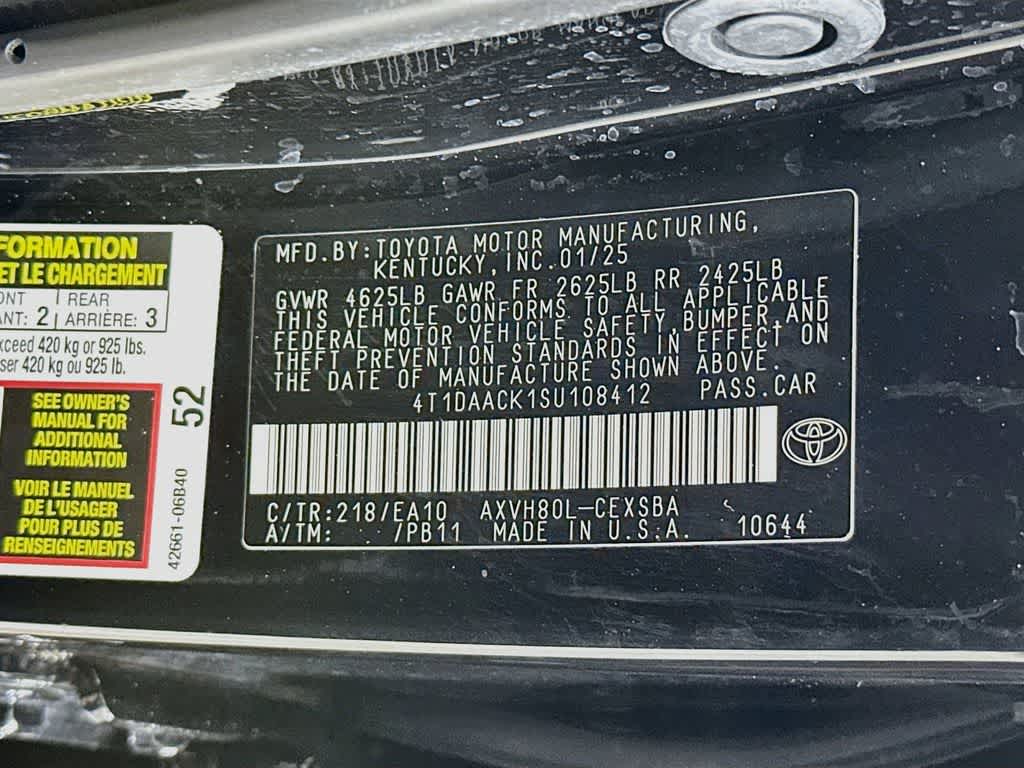 FORMATION
ET LE CHARGEMENT
REAR
ANT: 2 ARRIÈRE: 3
420 kg or 925 lbs.
420 kg ou 925 lb.
SEE OWNER'S
MANUAL FOR
ADDITIONAL
INFORMATION
VOIR LE MANUEL
DE L'USAGER
POUR PLUS DE
RENSEIGNEMENTS
52
42661-06B40
MFD. BY: TOYOTA MOTOR MANUFACTURING,
KENTUCKY, INC. 01/25
GVWR 4625LB GAWR FR 2625LB RR 2425LB
THIS VEHICLE CONFORMS TO ALL APPLICABLE
FEDERAL MOTOR VEHICLE SAFETY, BUMPER, AND
THEFT PREVENTION STANDARDS IN EFFECT ON
THE DATE OF MANUFACTURE SHOWN ABOVE.
4T1DAACK1SU108412 PASS. CAR
C/TR: 218/EA10 AXVH80L-CEXSBA
A/TM: /PB11 MADE IN U.S.A. 10644